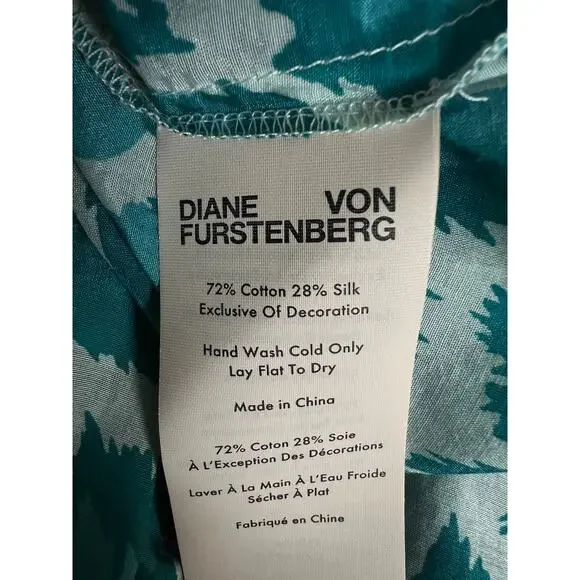 DIANE VON
FURSTENBERG
72% Cotton 28% Silk
Exclusive Of Decoration
Hand Wash Cold Only
Lay Flat To Dry
Made in China
72% Coton 28% Soie
À L'Exception Des Décorations
Laver À La Main À L'Eau Froide
Sécher À Plat
Fabriqué en Chine